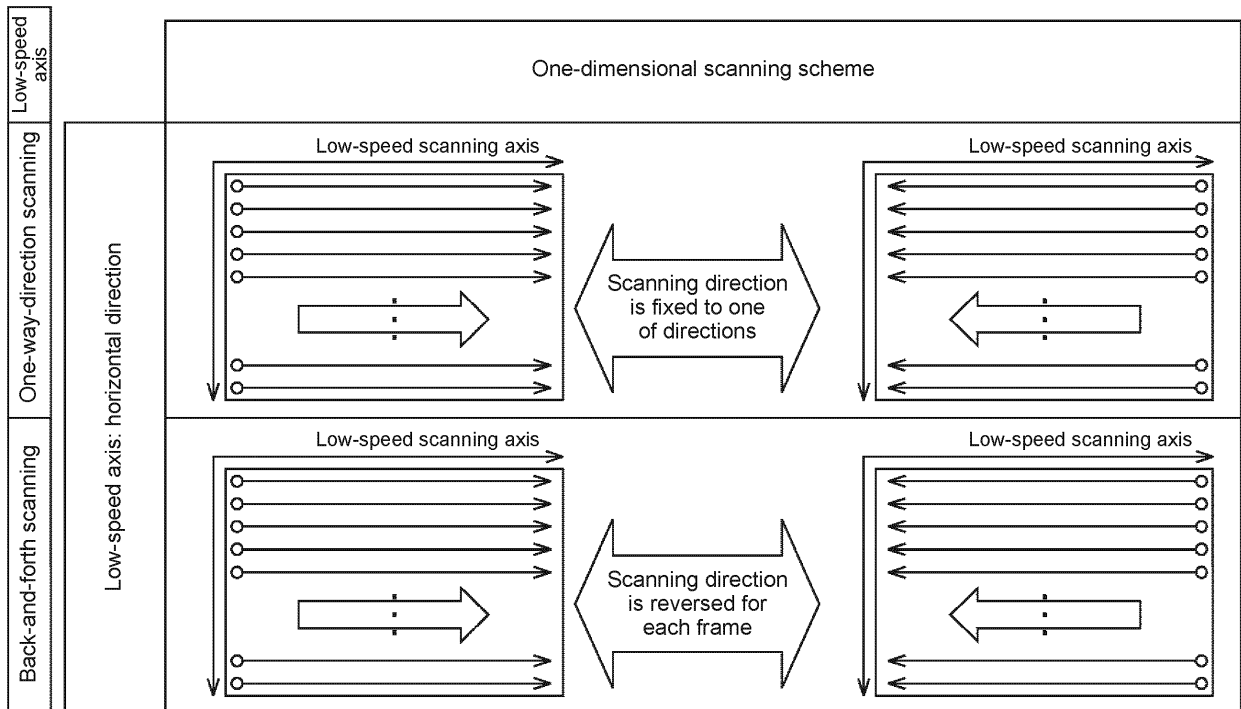 Low-speed
axis
One-dimensional scanning scheme
One-way-direction scanning
Low-speed axis: horizontal direction
Low-speed scanning axis
Low-speed scanning axis
Scanning direction
is fixed to one
of directions
Back-and-forth scanning
Low-speed scanning axis
Low-speed scanning axis
Scanning direction
is reversed for
each frame